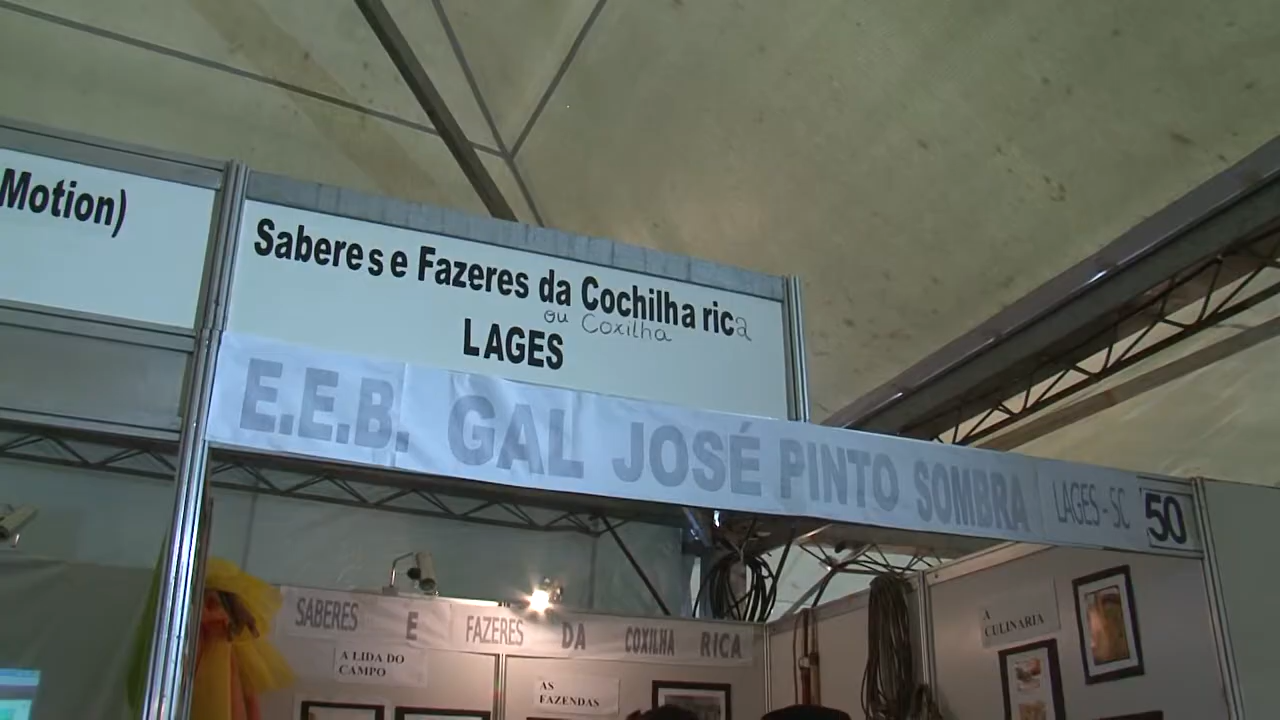 Motion)
Saberes e Fazeres da Cochilha rica
ou Coxilha
LAGES
E.E.B. GAL JOSÉ PINTO SOMBRA LAGES-SC 50
SABERES E FAZERES DA COXILHA RICA
A LIDA DO
CAMPO
AS
FAZENDAS
A
CULINARIA